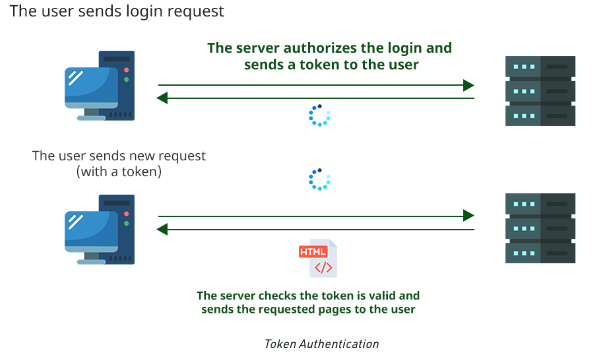 The user sends login request
The server authorizes the login and
sends a token to the user
The user sends new request
(with a token)
HTML
</>
The server checks the token is valid and
sends the requested pages to the user
Token Authentication